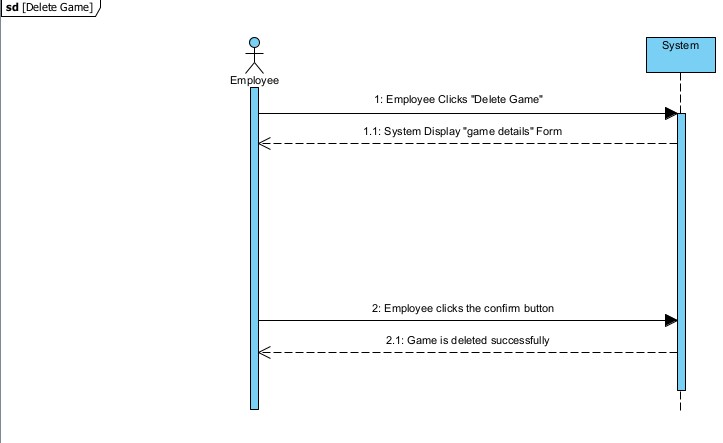 sd [Delete Game]
System
Employee
1: Employee Clicks "Delete Game"
1.1: System Display "game details" Form
2: Employee clicks the confirm button
2.1: Game is deleted successfully